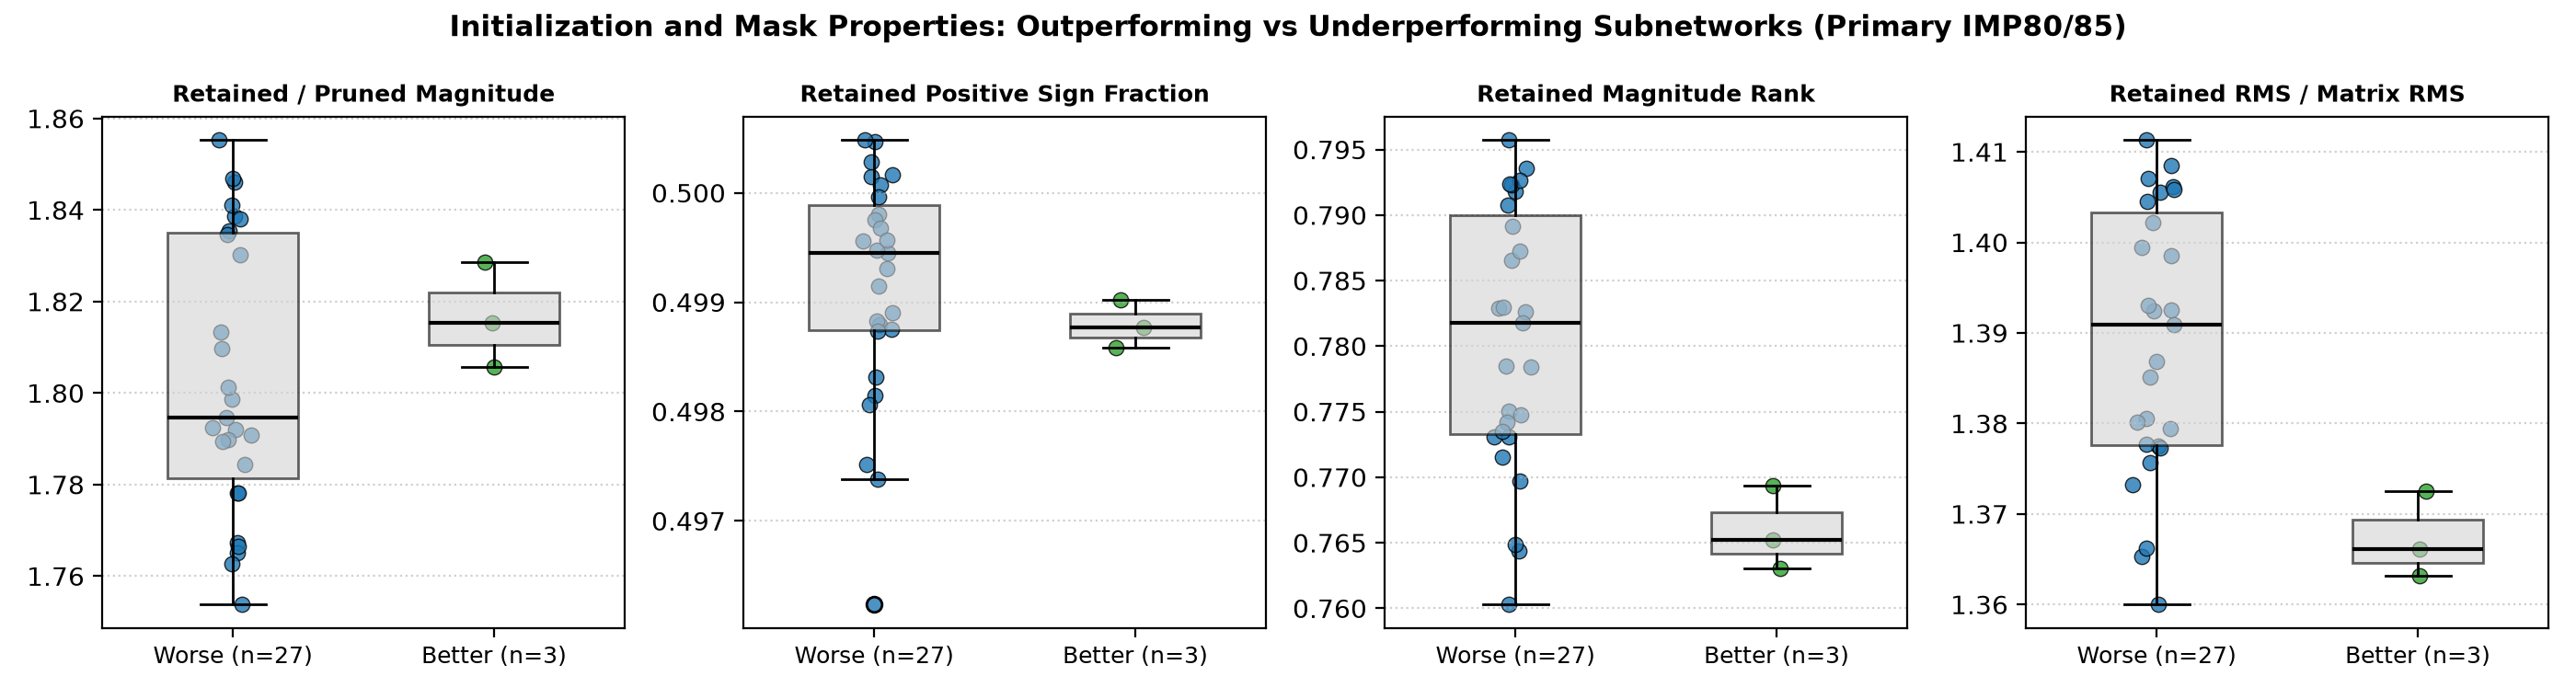 Initialization and Mask Properties: Outperforming vs Underperforming Subnetworks (Primary IMP80/85)
Retained / Pruned Magnitude
1.86
1.84
1.82
1.80
1.78
1.76
Worse (n=27)
Better (n=3)
Retained Positive Sign Fraction
0.500
0.499
0.498
0.497
Worse (n=27)
Better (n=3)
Retained Magnitude Rank
0.795
0.790
0.785
0.780
0.775
0.770
0.765
0.760
Worse (n=27)
Better (n=3)
Retained RMS / Matrix RMS
1.41
1.40
1.39
1.38
1.37
1.36
Worse (n=27)
Better (n=3)